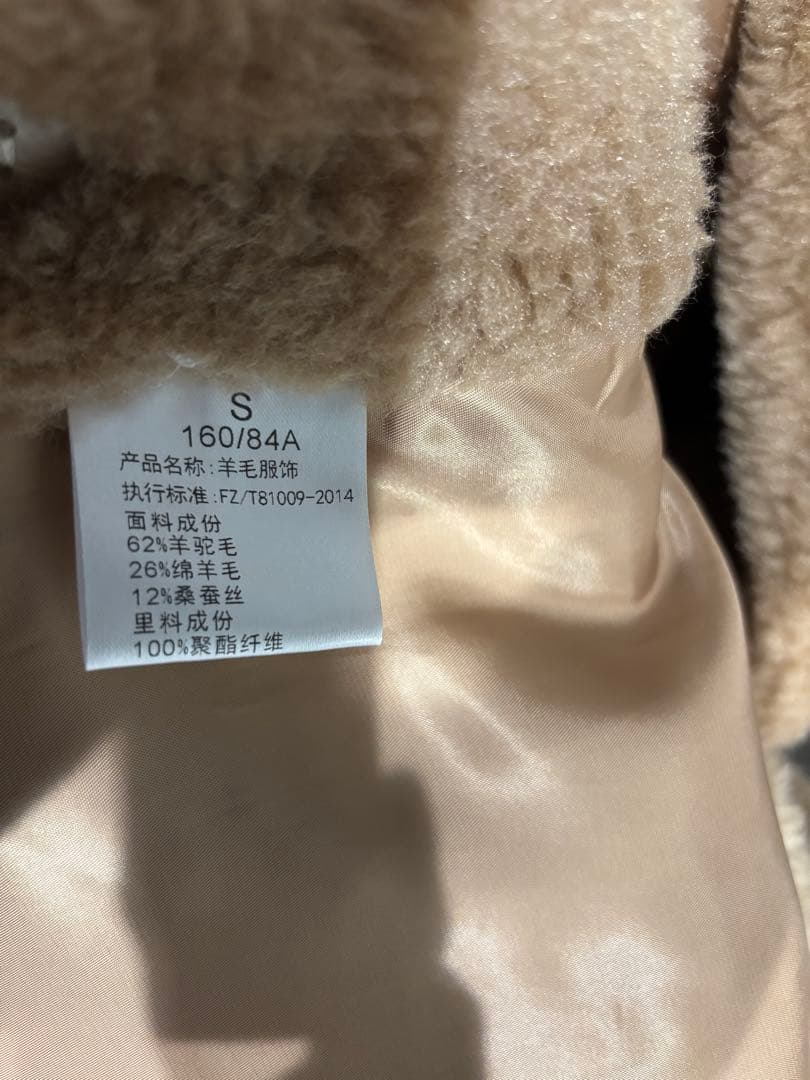 S
160/84A
产品名称:羊毛服饰
执行标准:FZ/T81009-2014
面料成份
62%羊驼毛
26%绵羊毛
12%桑蚕丝
里料成份
100%聚酯纤维